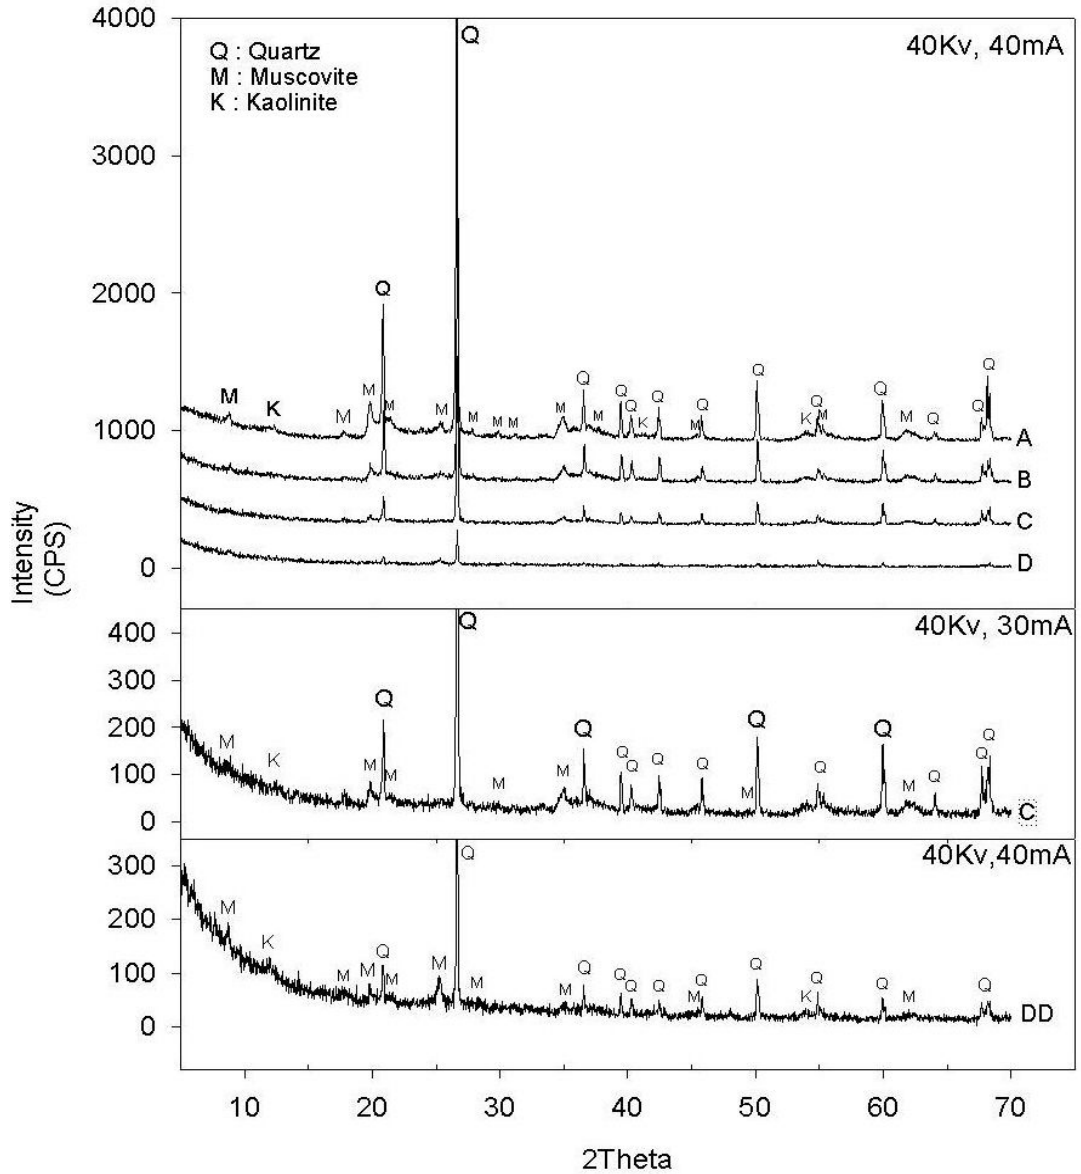 4000
Q
40Kv, 40mA
Q : Quartz
M : Muscovite
K : Kaolinite
3000
2000
Q
M K M M M M M M M M Q M Q Q K Q M Q Q K Q M Q M Q Q Q
1000
A
B
C
0
D
Intensity
(CPS)
40Kv, 30mA
400
Q
300
Q
200
M K M M M M Q Q Q Q Q M Q Q M Q Q Q
100
0
C
40Kv,40mA
300
Q
200
M K M M Q M M M M Q Q Q Q M Q Q K Q Q M Q
100
0
DD
10 20 30 40 50 60 70
2Theta